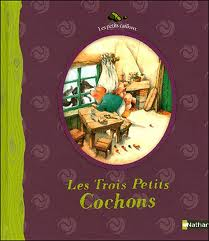 Les petits cailloux
Les Trois Petits
Cochons
Nathan